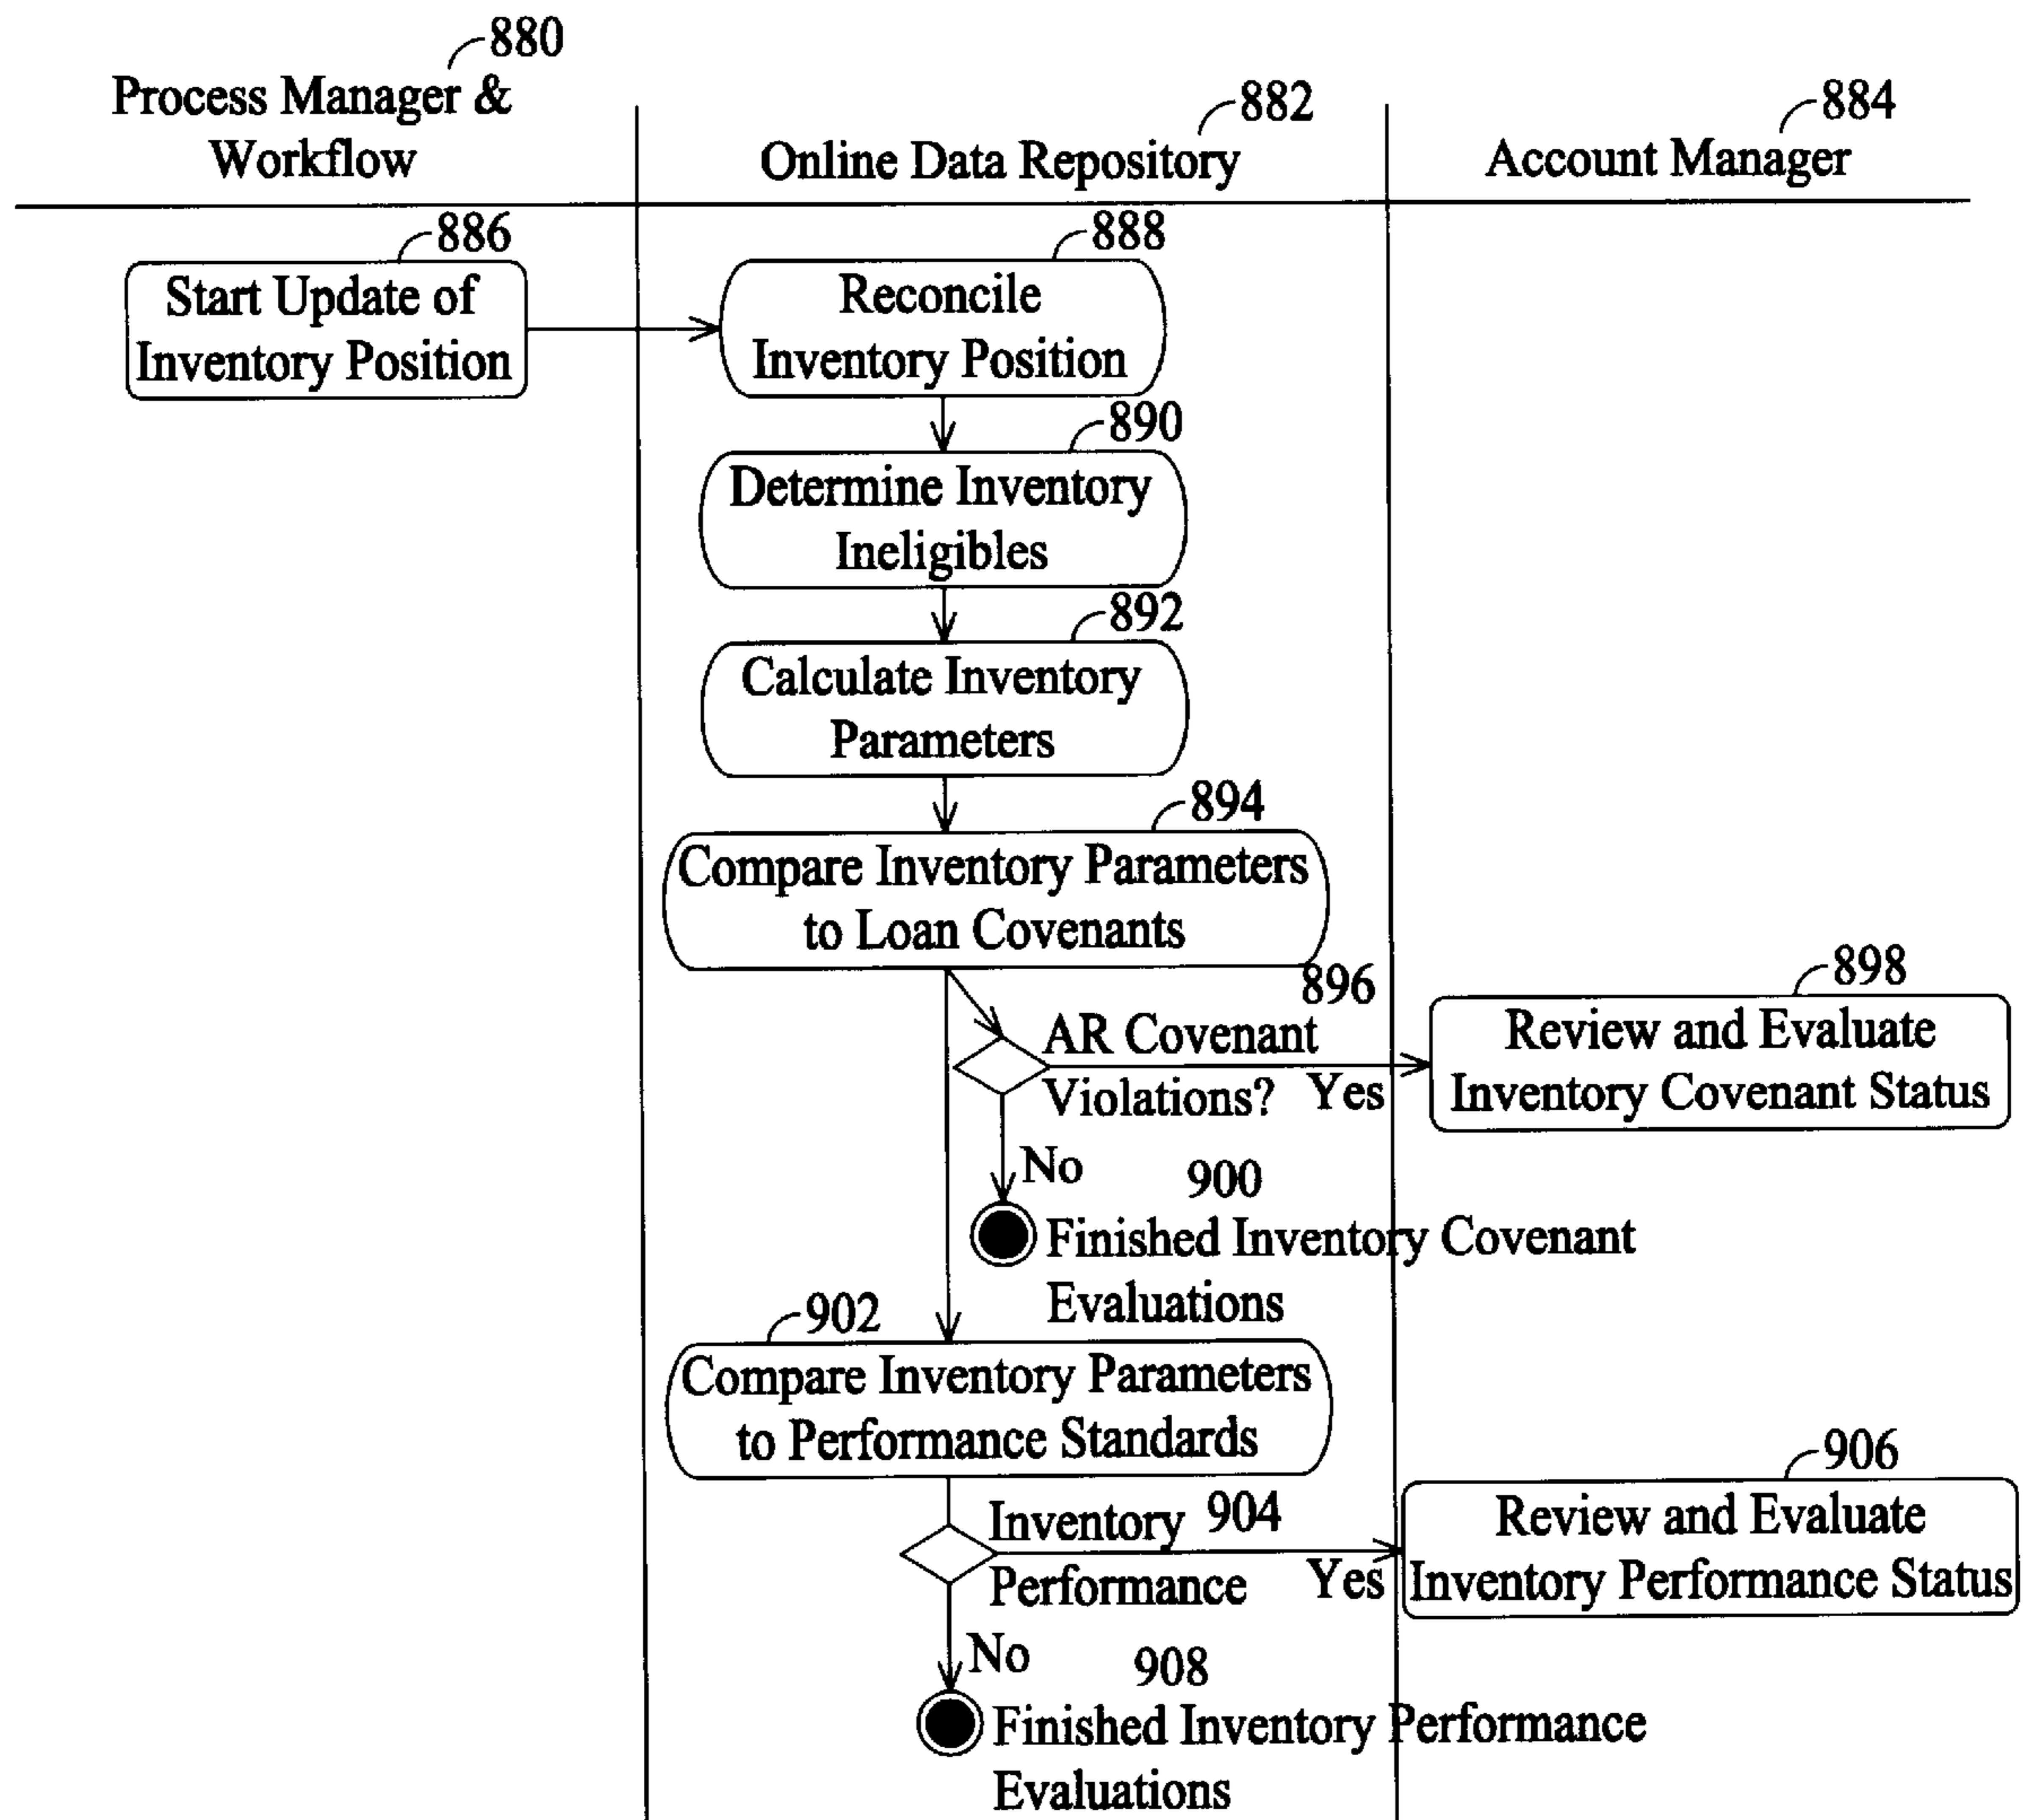 880
Process Manager &
Workflow
882
Online Data Repository
884
Account Manager
886
Start Update of
Inventory Position
888
Reconcile
Inventory Position
890
Determine Inventory
Ineligibles
892
Calculate Inventory
Parameters
894
Compare Inventory Parameters
to Loan Covenants
896
AR Covenant
Violations?
Yes
898
Review and Evaluate
Inventory Covenant Status
No
900
Finished Inventory Covenant
Evaluations
902
Compare Inventory Parameters
to Performance Standards
904
Inventory
Performance
Yes
906
Review and Evaluate
Inventory Performance Status
No
908
Finished Inventory Performance
Evaluations